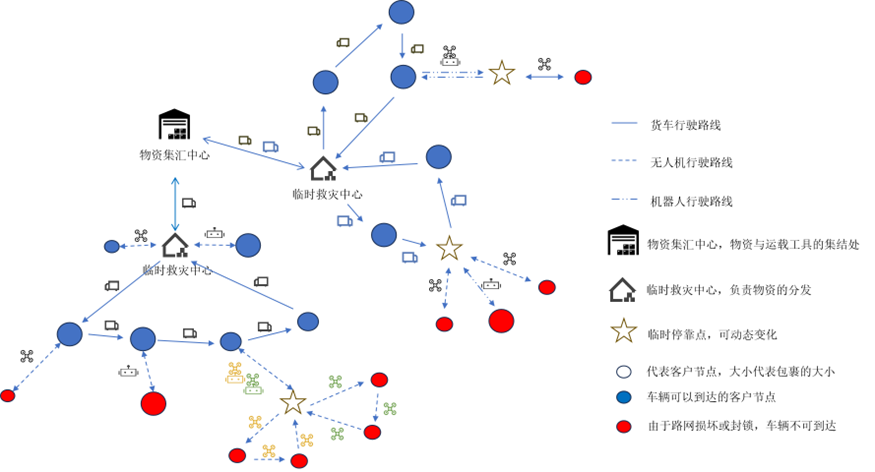 物资集汇中心
临时救灾中心
临时救灾中心
货车行驶路线
无人机行驶路线
机器人行驶路线
物资集汇中心，物资与运载工具的集结处
临时救灾中心，负责物资的分发
临时停靠点，可动态变化
代表客户节点，大小代表包裹的大小
车辆可以到达的客户节点
由于路网损坏或封锁，车辆不可到达